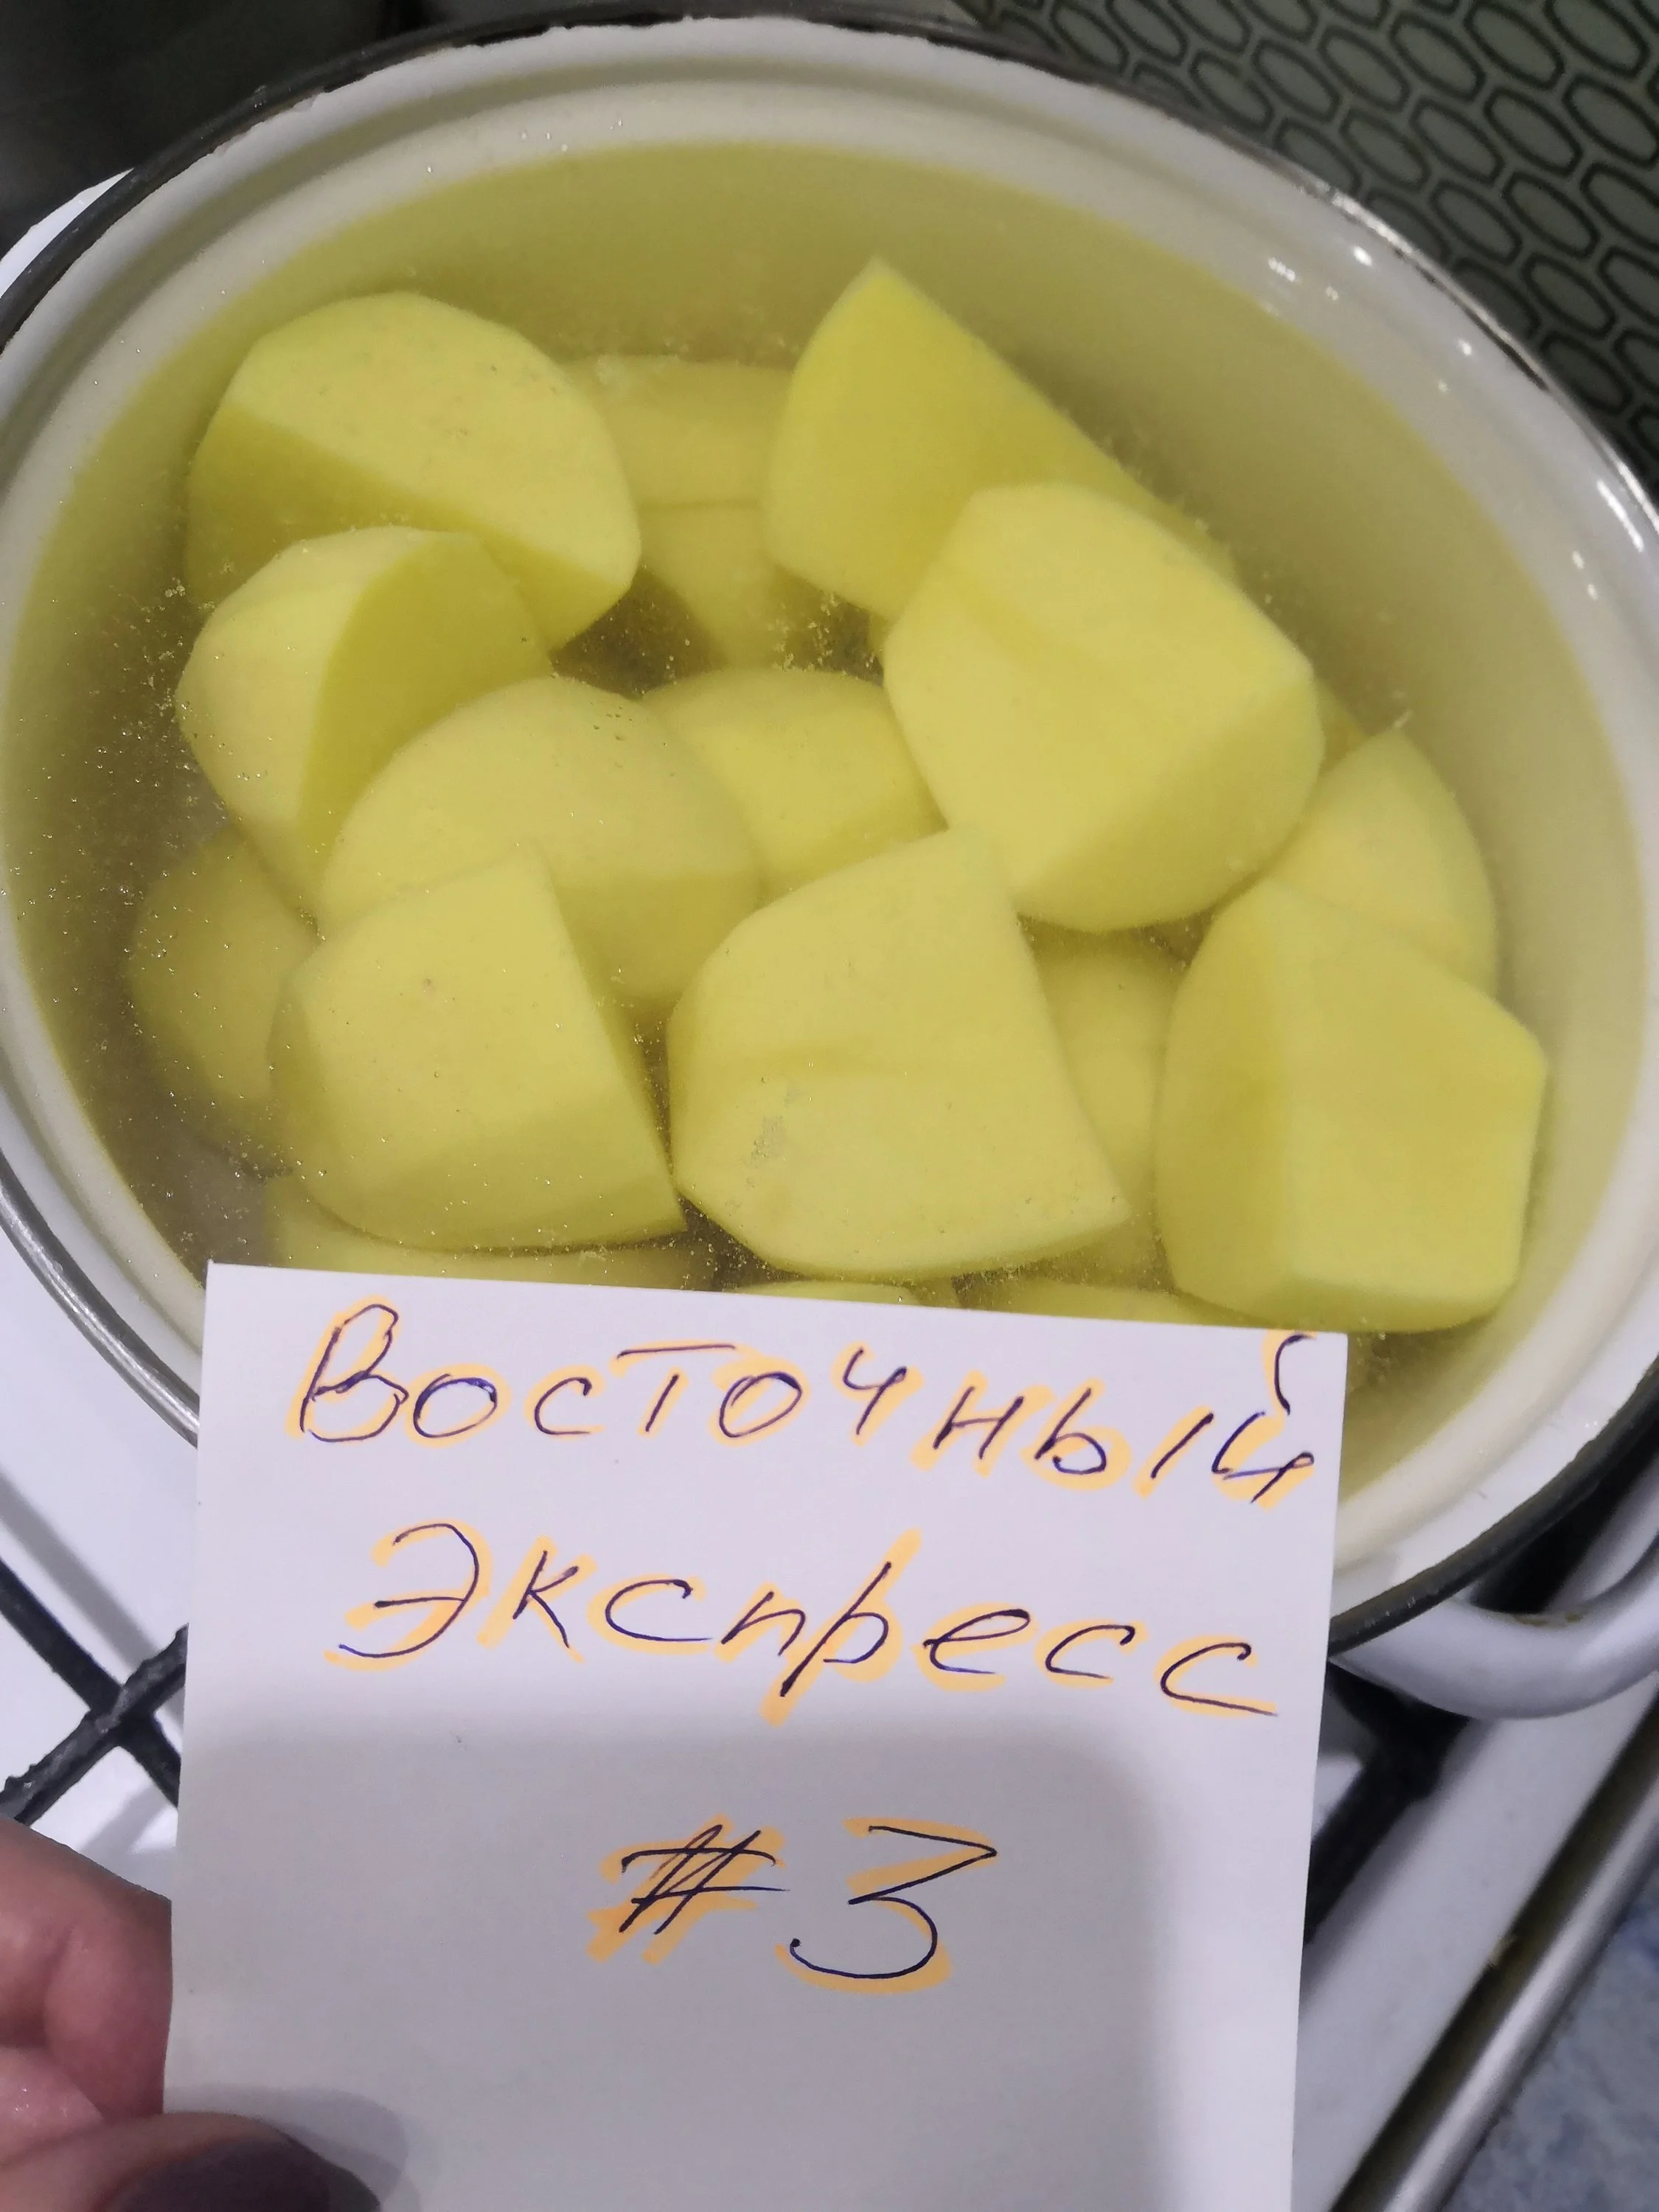 Восточный
экспресс
#3